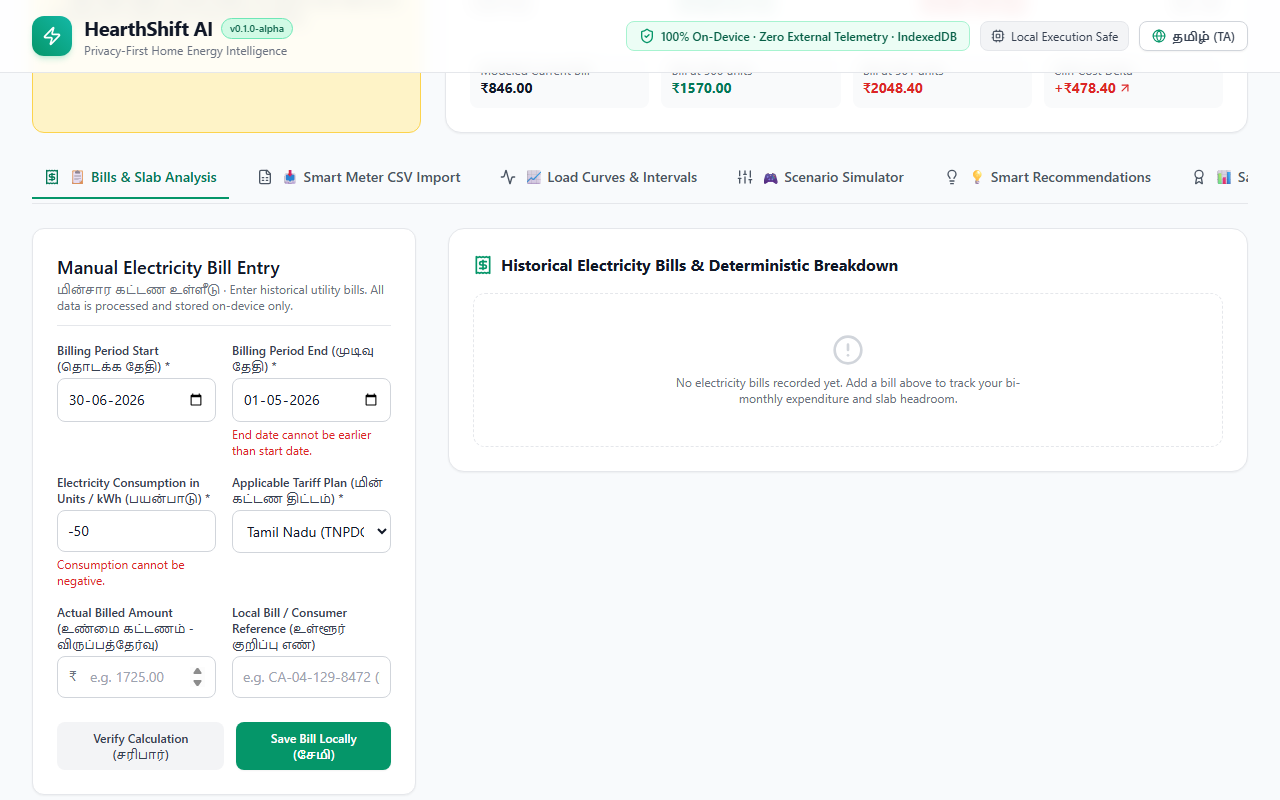 HearthShift AI v0.1.0-alpha
Privacy-First Home Energy Intelligence
100% On-Device · Zero External Telemetry · IndexedDB
Local Execution Safe
தமிழ் (TA)
₹846.00
₹1570.00
₹2048.40
+₹478.40
Bills & Slab Analysis
Smart Meter CSV Import
Load Curves & Intervals
Scenario Simulator
Smart Recommendations
Manual Electricity Bill Entry
மின்சார கட்டண உள்ளீடு · Enter historical utility bills. All
data is processed and stored on-device only.
Billing Period Start
(தொடக்க தேதி) *
30-06-2026
Billing Period End (முடிவு
தேதி) *
01-05-2026
End date cannot be earlier
than start date.
Electricity Consumption in
Units / kWh (பயன்பாடு) *
-50
Consumption cannot be
negative.
Applicable Tariff Plan (மின்
கட்டண திட்டம்) *
Tamil Nadu (TNPDC
Actual Billed Amount
(உண்மை கட்டணம் -
விருப்பத்தேர்வு)
₹ e.g. 1725.00
Local Bill / Consumer
Reference (உள்ளூர்
குறிப்பு எண்)
e.g. CA-04-129-8472 (
Verify Calculation
(சரிபார்)
Save Bill Locally
(சேமி)
Historical Electricity Bills & Deterministic Breakdown
No electricity bills recorded yet. Add a bill above to track your bi-
monthly expenditure and slab headroom.